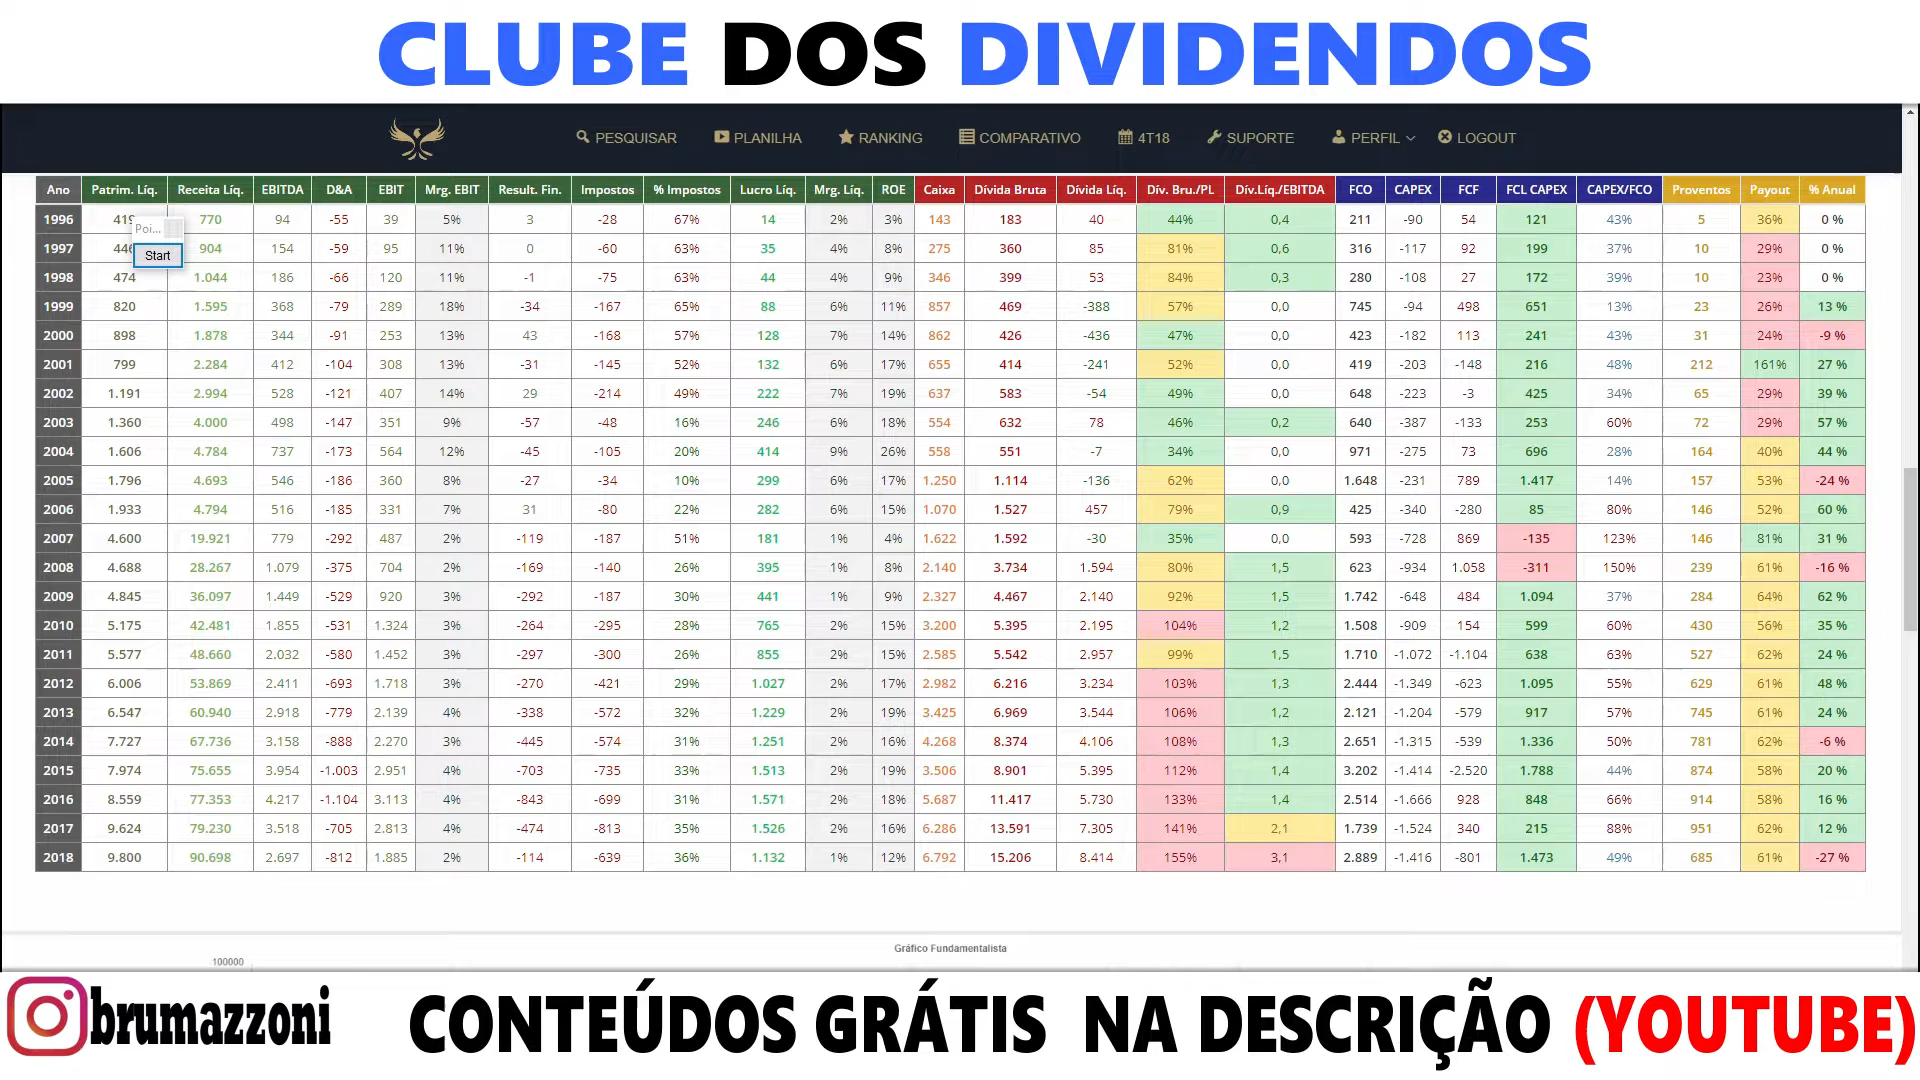 CLUBE DOS DIVIDENDOS
PESQUISAR PLANILHA RANKING COMPARATIVO 4T18 SUPORTE PERFIL LOGOUT
Ano Patrim. Líq. Receita Líq. EBITDA D&A EBIT Mrg. EBIT Result. Fin. Impostos % Impostos Lucro Líq. Mrg. Líq. ROE Caixa Dívida Bruta Dívida Líq. Dív. Bru./PL Dív.Líq./EBITDA FCO CAPEX FCF FCL CAPEX CAPEX/FCO Proventos Payout % Anual
1996 419 770 94 -55 39 5% 3 -28 67% 14 2% 3% 143 183 40 44% 0,4 211 -90 54 121 43% 5 36% 0 %
Poi...
1997 446 904 154 -59 95 11% 0 -60 63% 35 4% 8% 275 360 85 81% 0,6 316 -117 92 199 37% 10 29% 0 %
Start
1998 474 1.044 186 -66 120 11% -1 -75 63% 44 4% 9% 346 399 53 84% 0,3 280 -108 27 172 39% 10 23% 0 %
1999 820 1.595 368 -79 289 18% -34 -167 65% 88 6% 11% 857 469 -388 57% 0,0 745 -94 498 651 13% 23 26% 13 %
2000 898 1.878 344 -91 253 13% 43 -168 57% 128 7% 14% 862 426 -436 47% 0,0 423 -182 113 241 43% 31 24% -9 %
2001 799 2.284 412 -104 308 13% -31 -145 52% 132 6% 17% 655 414 -241 52% 0,0 419 -203 -148 216 48% 212 161% 27 %
2002 1.191 2.994 528 -121 407 14% 29 -214 49% 222 7% 19% 637 583 -54 49% 0,0 648 -223 -3 425 34% 65 29% 39 %
2003 1.360 4.000 498 -147 351 9% -57 -48 16% 246 6% 18% 554 632 78 46% 0,2 640 -387 -133 253 60% 72 29% 57 %
2004 1.606 4.784 737 -173 564 12% -45 -105 20% 414 9% 26% 558 551 -7 34% 0,0 971 -275 73 696 28% 164 40% 44 %
2005 1.796 4.693 546 -186 360 8% -27 -34 10% 299 6% 17% 1.250 1.114 -136 62% 0,0 1.648 -231 789 1.417 14% 157 53% -24 %
2006 1.933 4.794 516 -185 331 7% 31 -80 22% 282 6% 15% 1.070 1.527 457 79% 0,9 425 -340 -280 85 80% 146 52% 60 %
2007 4.600 19.921 779 -292 487 2% -119 -187 51% 181 1% 4% 1.622 1.592 -30 35% 0,0 593 -728 869 -135 123% 146 81% 31 %
2008 4.688 28.267 1.079 -375 704 2% -169 -140 26% 395 1% 8% 2.140 3.734 1.594 80% 1,5 623 -934 1.058 -311 150% 239 61% -16 %
2009 4.845 36.097 1.449 -529 920 3% -292 -187 30% 441 1% 9% 2.327 4.467 2.140 92% 1,5 1.742 -648 484 1.094 37% 284 64% 62 %
2010 5.175 42.481 1.855 -531 1.324 3% -264 -295 28% 765 2% 15% 3.200 5.395 2.195 104% 1,2 1.508 -909 154 599 60% 430 56% 35 %
2011 5.577 48.660 2.032 -580 1.452 3% -297 -300 26% 855 2% 15% 2.585 5.542 2.957 99% 1,5 1.710 -1.072 -1.104 638 63% 527 62% 24 %
2012 6.006 53.869 2.411 -693 1.718 3% -270 -421 29% 1.027 2% 17% 2.982 6.216 3.234 103% 1,3 2.444 -1.349 -623 1.095 55% 629 61% 48 %
2013 6.547 60.940 2.918 -779 2.139 4% -338 -572 32% 1.229 2% 19% 3.425 6.969 3.544 106% 1,2 2.121 -1.204 -579 917 57% 745 61% 24 %
2014 7.727 67.736 3.158 -888 2.270 3% -445 -574 31% 1.251 2% 16% 4.268 8.374 4.106 108% 1,3 2.651 -1.315 -539 1.336 50% 781 62% -6 %
2015 7.974 75.655 3.954 -1.003 2.951 4% -703 -735 33% 1.513 2% 19% 3.506 8.901 5.395 112% 1,4 3.202 -1.414 -2.520 1.788 44% 874 58% 20 %
2016 8.559 77.353 4.217 -1.104 3.113 4% -843 -699 31% 1.571 2% 18% 5.687 11.417 5.730 133% 1,4 2.514 -1.666 928 848 66% 914 58% 16 %
2017 9.624 79.230 3.518 -705 2.813 4% -474 -813 35% 1.526 2% 16% 6.286 13.591 7.305 141% 2,1 1.739 -1.524 340 215 88% 951 62% 12 %
2018 9.800 90.698 2.697 -812 1.885 2% -114 -639 36% 1.132 1% 12% 6.792 15.206 8.414 155% 3,1 2.889 -1.416 -801 1.473 49% 685 61% -27 %
Gráfico Fundamentalista
100000
brumazzoni CONTEÚDOS GRÁTIS NA DESCRIÇÃO (YOUTUBE)